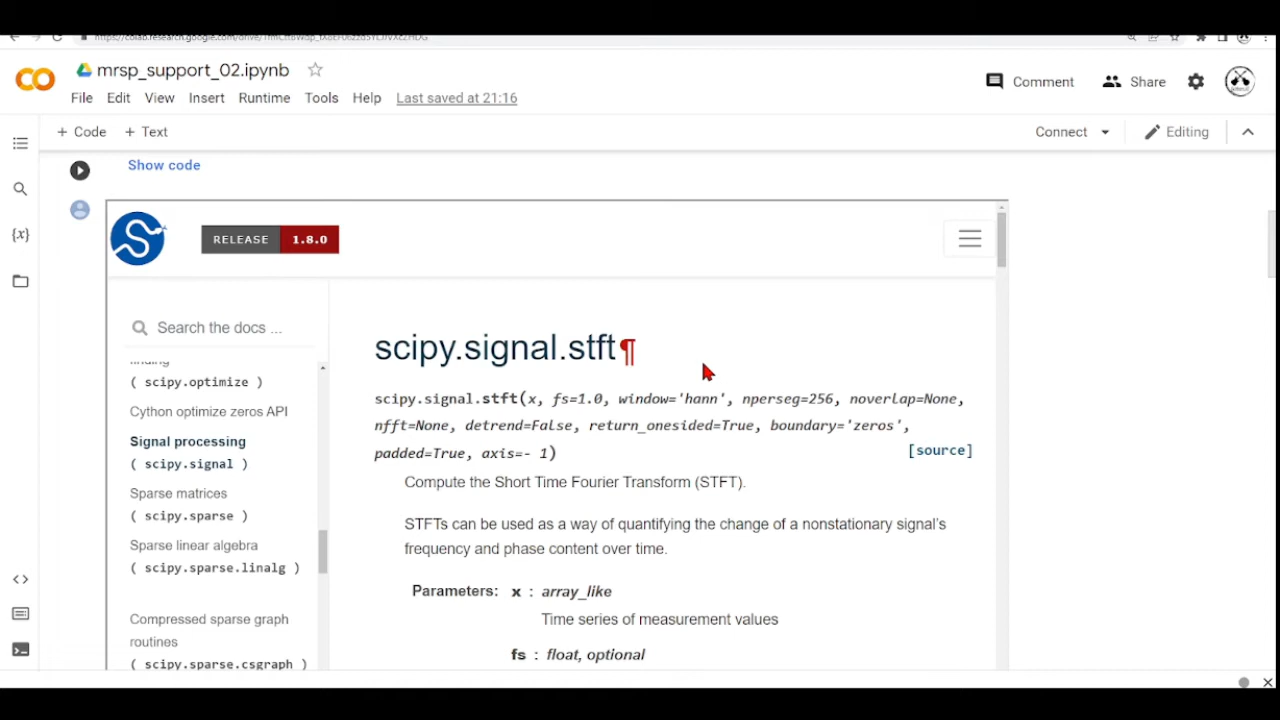 mrsp_support_02.ipynb
File Edit View Insert Runtime Tools Help Last saved at 21:16
Comment
Share
+ Code + Text
Connect
Editing
Show code
RELEASE 1.8.0
Search the docs ...
( scipy.optimize )
Cython optimize zeros API
Signal processing
( scipy.signal )
Sparse matrices
( scipy.sparse )
Sparse linear algebra
( scipy.sparse.linalg )
Compressed sparse graph
routines
( scipy.sparse.csgraph )
scipy.signal.stft¶
scipy.signal.stft(x, fs=1.0, window='hann', nperseg=256, noverlap=None,
nfft=None, detrend=False, return_onesided=True, boundary='zeros',
padded=True, axis=- 1)
[source]
Compute the Short Time Fourier Transform (STFT).
STFTs can be used as a way of quantifying the change of a nonstationary signal's
frequency and phase content over time.
Parameters: x : array_like
Time series of measurement values
fs : float, optional